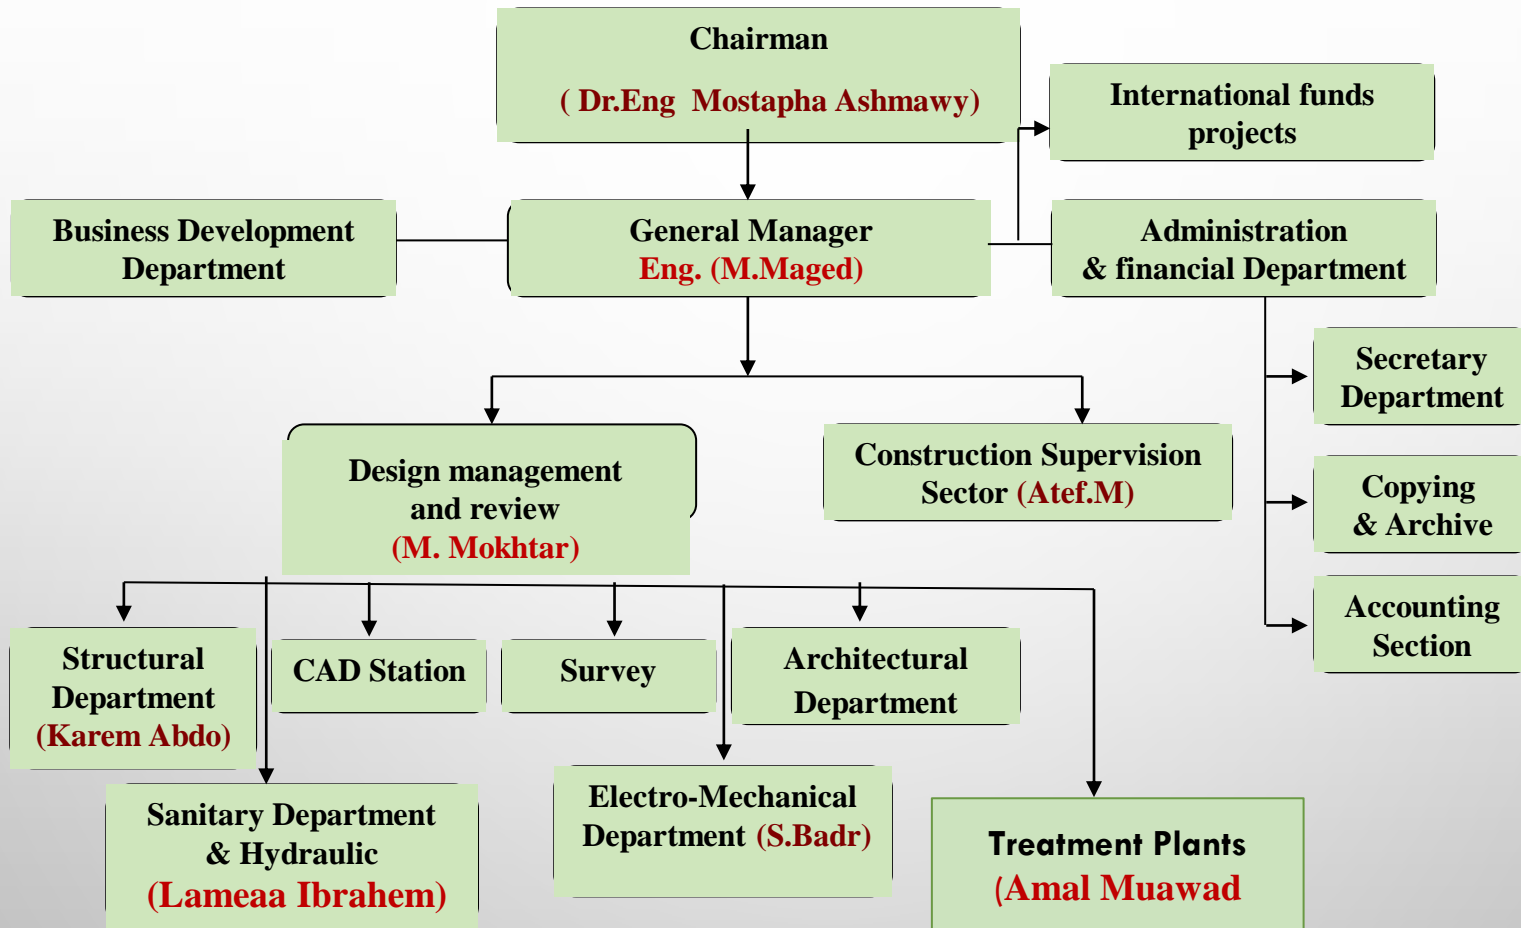 Chairman
( Dr.Eng  Mostapha Ashmawy)
International funds
projects
Business Development
Department
General Manager
Eng. (M.Maged)
Administration
& financial Department
Secretary
Department
Design management
and review
(M. Mokhtar)
Construction Supervision
Sector (Atef.M)
Copying
& Archive
Accounting
Section
Structural
Department
(Karem Abdo)
CAD Station
Survey
Architectural
Department
Sanitary Department
& Hydraulic
(Lameaa Ibrahem)
Electro-Mechanical
Department (S.Badr)
Treatment Plants
(Amal Muawad